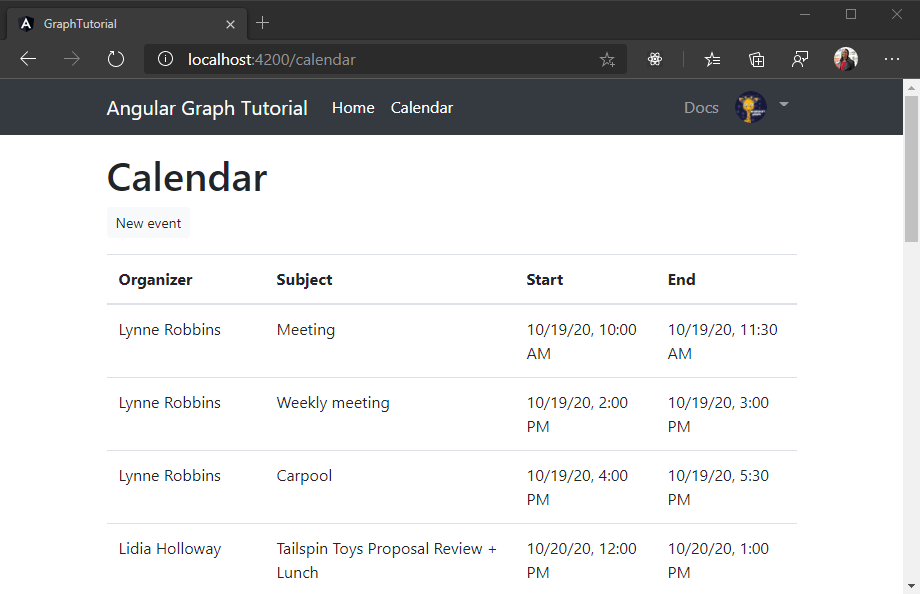 GraphTutorial
localhost:4200/calendar
Angular Graph Tutorial Home Calendar Docs
Calendar
New event
Organizer Subject Start End
Lynne Robbins Meeting 10/19/20, 10:00 10/19/20, 11:30
AM AM
Lynne Robbins Weekly meeting 10/19/20, 2:00 10/19/20, 3:00
PM PM
Lynne Robbins Carpool 10/19/20, 4:00 10/19/20, 5:30
PM PM
Lidia Holloway Tailspin Toys Proposal Review + 10/20/20, 12:00 10/20/20, 1:00
Lunch PM PM